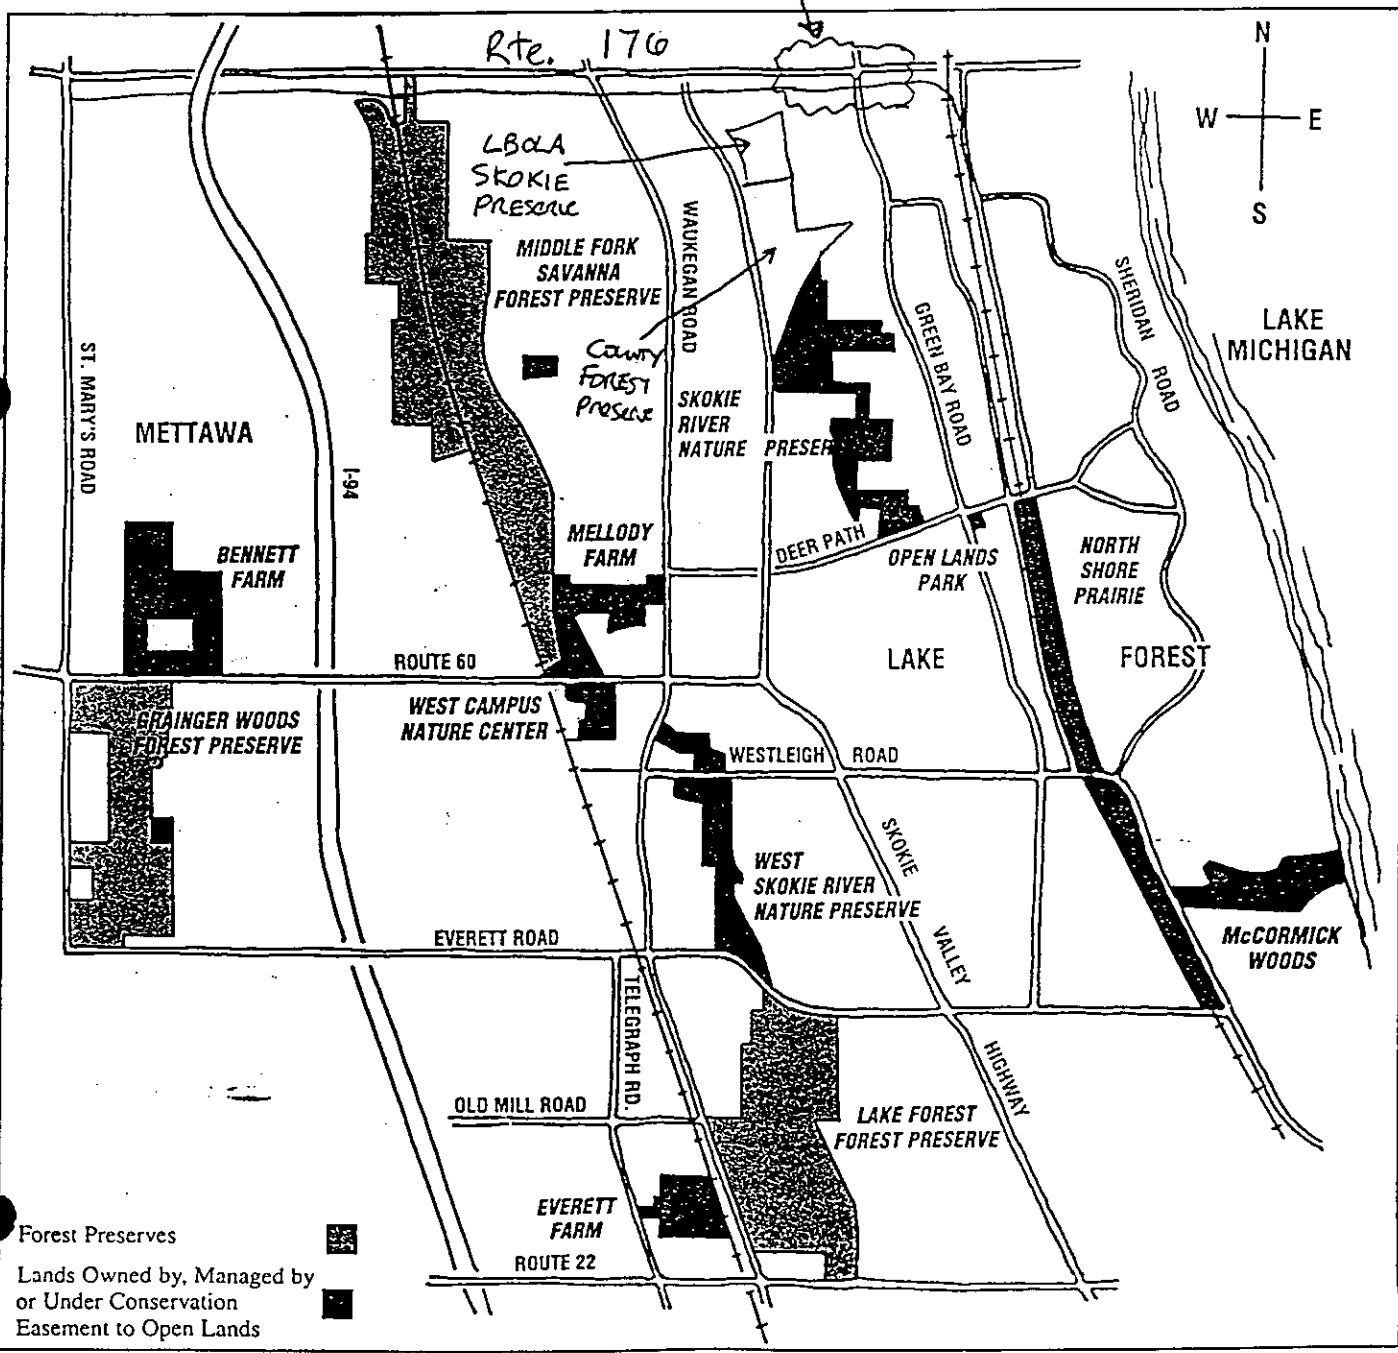 Rte. 176
N
W E
S
LBOLA
SKOKIE
PRESERVE
MIDDLE FORK
SAVANNA
FOREST PRESERVE
WAUKEGAN ROAD
County
FOREST
Preserve
SHERIDAN ROAD
LAKE
MICHIGAN
GREEN BAY ROAD
ST. MARY'S ROAD
METTAWA
I-94
SKOKIE
RIVER
NATURE PRESER
BENNETT
FARM
MELLODY
FARM
DEER PATH
OPEN LANDS
PARK
NORTH
SHORE
PRAIRIE
LAKE FOREST
ROUTE 60
WEST CAMPUS
NATURE CENTER
GRAINGER WOODS
FOREST PRESERVE
WESTLEIGH ROAD
SKOKIE VALLEY HIGHWAY
WEST
SKOKIE RIVER
NATURE PRESERVE
McCORMICK
WOODS
EVERETT ROAD
TELEGRAPH RD.
OLD MILL ROAD
LAKE FOREST
FOREST PRESERVE
EVERETT
FARM
ROUTE 22
Forest Preserves
Lands Owned by, Managed by
or Under Conservation
Easement to Open Lands